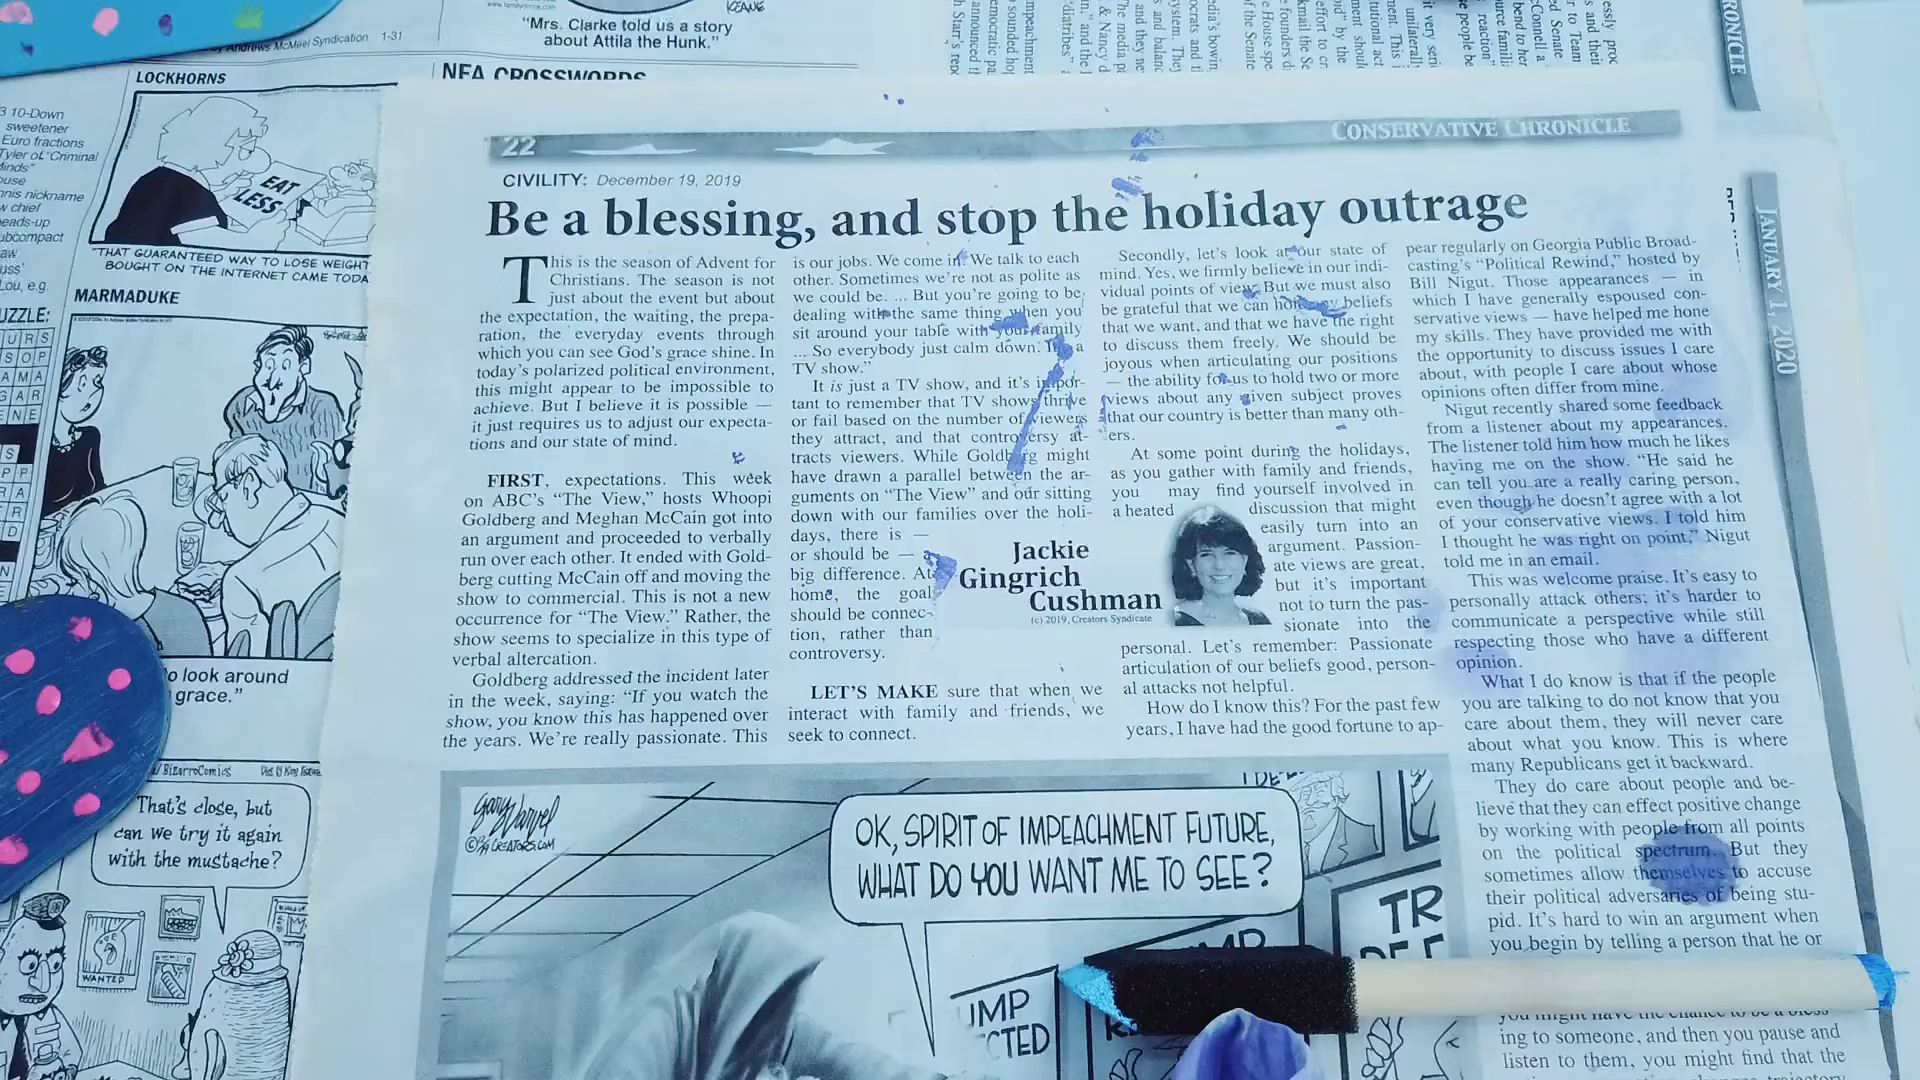 by Andrews McMeel Syndication 1-31
KEANE
"Mrs. Clarke told us a story
about Attila the Hunk."
LOCKHORNS
NEA CROSSWORDS
3 10-Down
sweetener
Euro fractions
Tyler of "Criminal
Minds"
nickname
chief
heads-up
subcompact
Lou, e.g.
EAT
LESS
"THAT GUARANTEED WAY TO LOSE WEIGHT
BOUGHT ON THE INTERNET CAME TODA
MARMADUKE
o look around
grace."
BizarroComics
That's close, but
can we try it again
with the mustache?
WANTED
22
CONSERVATIVE CHRONICLE
CIVILITY: December 19, 2019
Be a blessing, and stop the holiday outrage
This is the season of Advent for
Christians. The season is not
just about the event but about
the expectation, the waiting, the prepa-
ration, the everyday events through
which you can see God's grace shine. In
today's polarized political environment,
this might appear to be impossible to
achieve. But I believe it is possible —
it just requires us to adjust our expecta-
tions and our state of mind.
FIRST, expectations. This week
on ABC's "The View," hosts Whoopi
Goldberg and Meghan McCain got into
an argument and proceeded to verbally
run over each other. It ended with Gold-
berg cutting McCain off and moving the
show to commercial. This is not a new
occurrence for "The View." Rather, the
show seems to specialize in this type of
verbal altercation.
Goldberg addressed the incident later
in the week, saying: "If you watch the
show, you know this has happened over
the years. We're really passionate. This
is our jobs. We come in. We talk to each
other. Sometimes we're not as polite as
we could be. ... But you're going to be
dealing with the same thing when you
sit around your table with your family
... So everybody just calm down. It's a
TV show."
It is just a TV show, and it's impor-
tant to remember that TV shows thrive
or fail based on the number of viewers
they attract, and that controversy at-
tracts viewers. While Goldberg might
have drawn a parallel between the ar-
guments on "The View" and our sitting
down with our families over the holi-
days, there is —
or should be — a
big difference. At
home, the goal
should be connec-
tion, rather than
controversy.
LET'S MAKE sure that when we
interact with family and friends, we
seek to connect.
Jackie
Gingrich
Cushman
(c) 2019, Creators Syndicate
Secondly, let's look at our state of
mind. Yes, we firmly believe in our indi-
vidual points of view. But we must also
be grateful that we can hold any beliefs
that we want, and that we have the right
to discuss them freely. We should be
joyous when articulating our positions
— the ability for us to hold two or more
views about any given subject proves
that our country is better than many oth-
ers.
At some point during the holidays,
as you gather with family and friends,
you may find yourself involved in
a heated discussion that might
easily turn into an
argument. Passion-
ate views are great,
but it's important
not to turn the pas-
sionate into the
personal. Let's remember: Passionate
articulation of our beliefs good, person-
al attacks not helpful.
How do I know this? For the past few
years, I have had the good fortune to ap-
pear regularly on Georgia Public Broad-
casting's "Political Rewind," hosted by
Bill Nigut. Those appearances — in
which I have generally espoused con-
servative views — have helped me hone
my skills. They have provided me with
the opportunity to discuss issues I care
about, with people I care about whose
opinions often differ from mine.
Nigut recently shared some feedback
from a listener about my appearances.
The listener told him how much he likes
having me on the show. "He said he
can tell you are a really caring person,
even though he doesn't agree with a lot
of your conservative views. I told him
I thought he was right on point," Nigut
told me in an email.
This was welcome praise. It's easy to
personally attack others; it's harder to
communicate a perspective while still
respecting those who have a different
opinion.
What I do know is that if the people
you are talking to do not know that you
care about them, they will never care
about what you know. This is where
many Republicans get it backward.
They do care about people and be-
lieve that they can effect positive change
by working with people from all points
on the political spectrum. But they
sometimes allow themselves to accuse
their political adversaries of being stu-
pid. It's hard to win an argument when
you begin by telling a person that he or
ing to someone, and then you pause and
listen to them, you might find that the
Gary Varvel
CREATORS.COM
OK, SPIRIT OF IMPEACHMENT FUTURE,
WHAT DO YOU WANT ME TO SEE?
UMP
CTED
TR
JANUARY 1, 2020